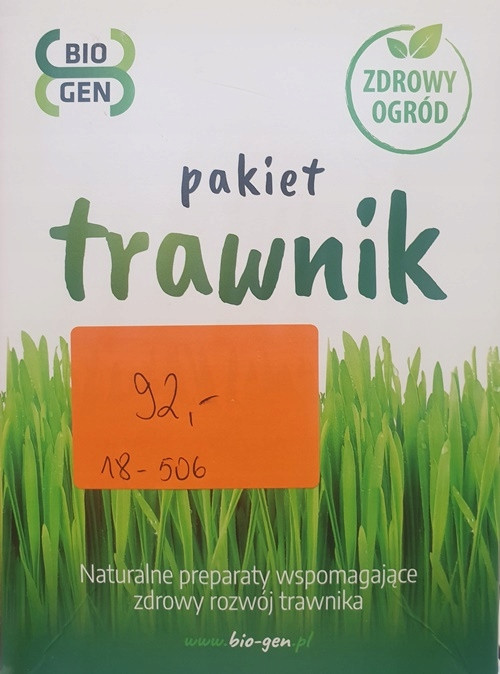 BIO
GEN
ZDROWY
OGRÓD
pakiet
trawnik
92,-
18-506
Naturalne preparaty wspomagające
zdrowy rozwój trawnika
www.bio-gen.pl